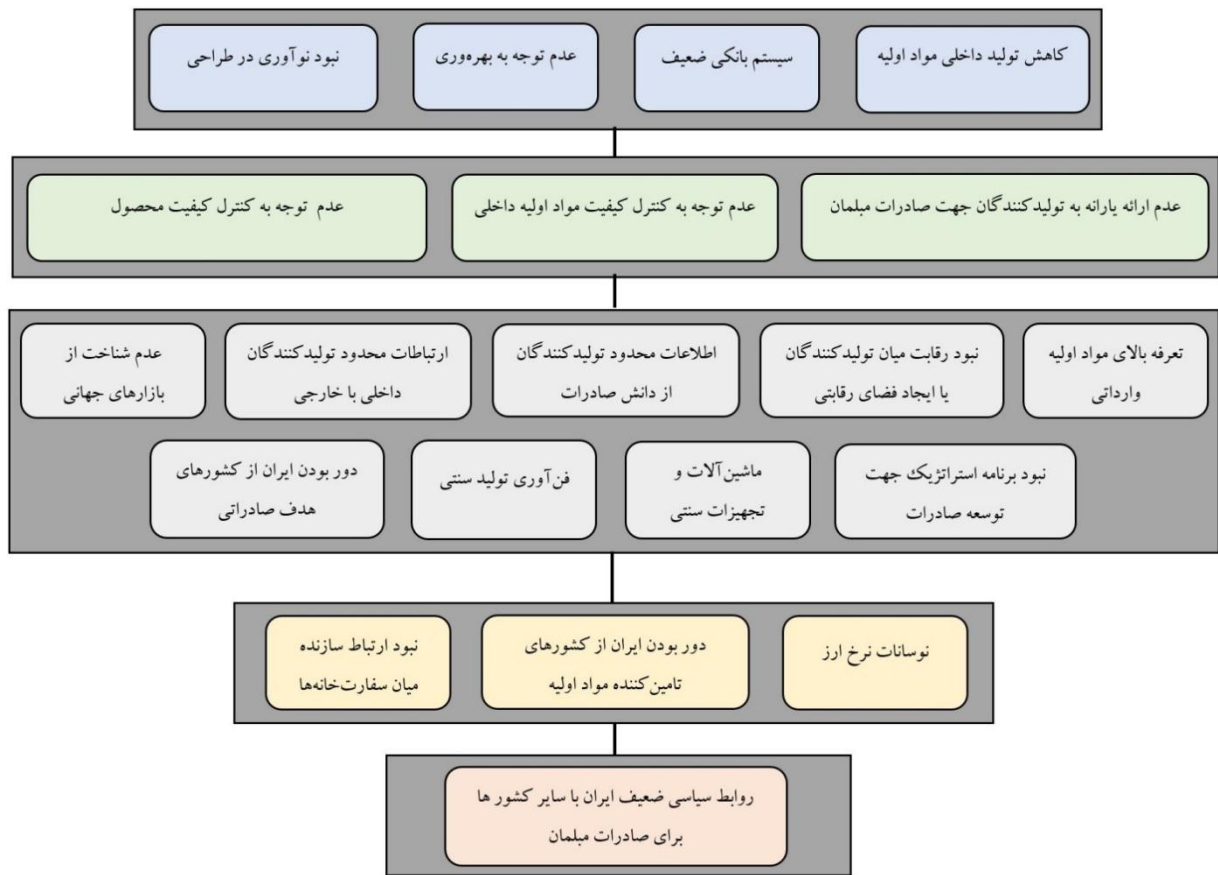 کاهش تولید داخلی مواد اولیه
سیستم بانکی ضعیف
عدم توجه به بهره‌وری
نبود نوآوری در طراحی
عدم ارائه یارانه به تولیدکنندگان جهت صادرات مبلمان
عدم توجه به کنترل کیفیت مواد اولیه داخلی
عدم توجه به کنترل کیفیت محصول
تعرفه بالای مواد اولیه
وارداتی
نبود رقابت میان تولیدکنندگان
یا ایجاد فضای رقابتی
اطلاعات محدود تولیدکنندگان
از دانش صادرات
ارتباطات محدود تولیدکنندگان
داخلی با خارجی
عدم شناخت از
بازارهای جهانی
نبود برنامه استراتژیک جهت
توسعه صادرات
ماشین‌آلات و
تجهیزات سنتی
فن‌آوری تولید سنتی
دور بودن ایران از کشورهای
هدف صادراتی
نوسانات نرخ ارز
دور بودن ایران از کشورهای
تامین‌کننده مواد اولیه
نبود ارتباط سازنده
میان سفارت‌خانه‌ها
روابط سیاسی ضعیف ایران با سایر کشور ها
برای صادرات مبلمان